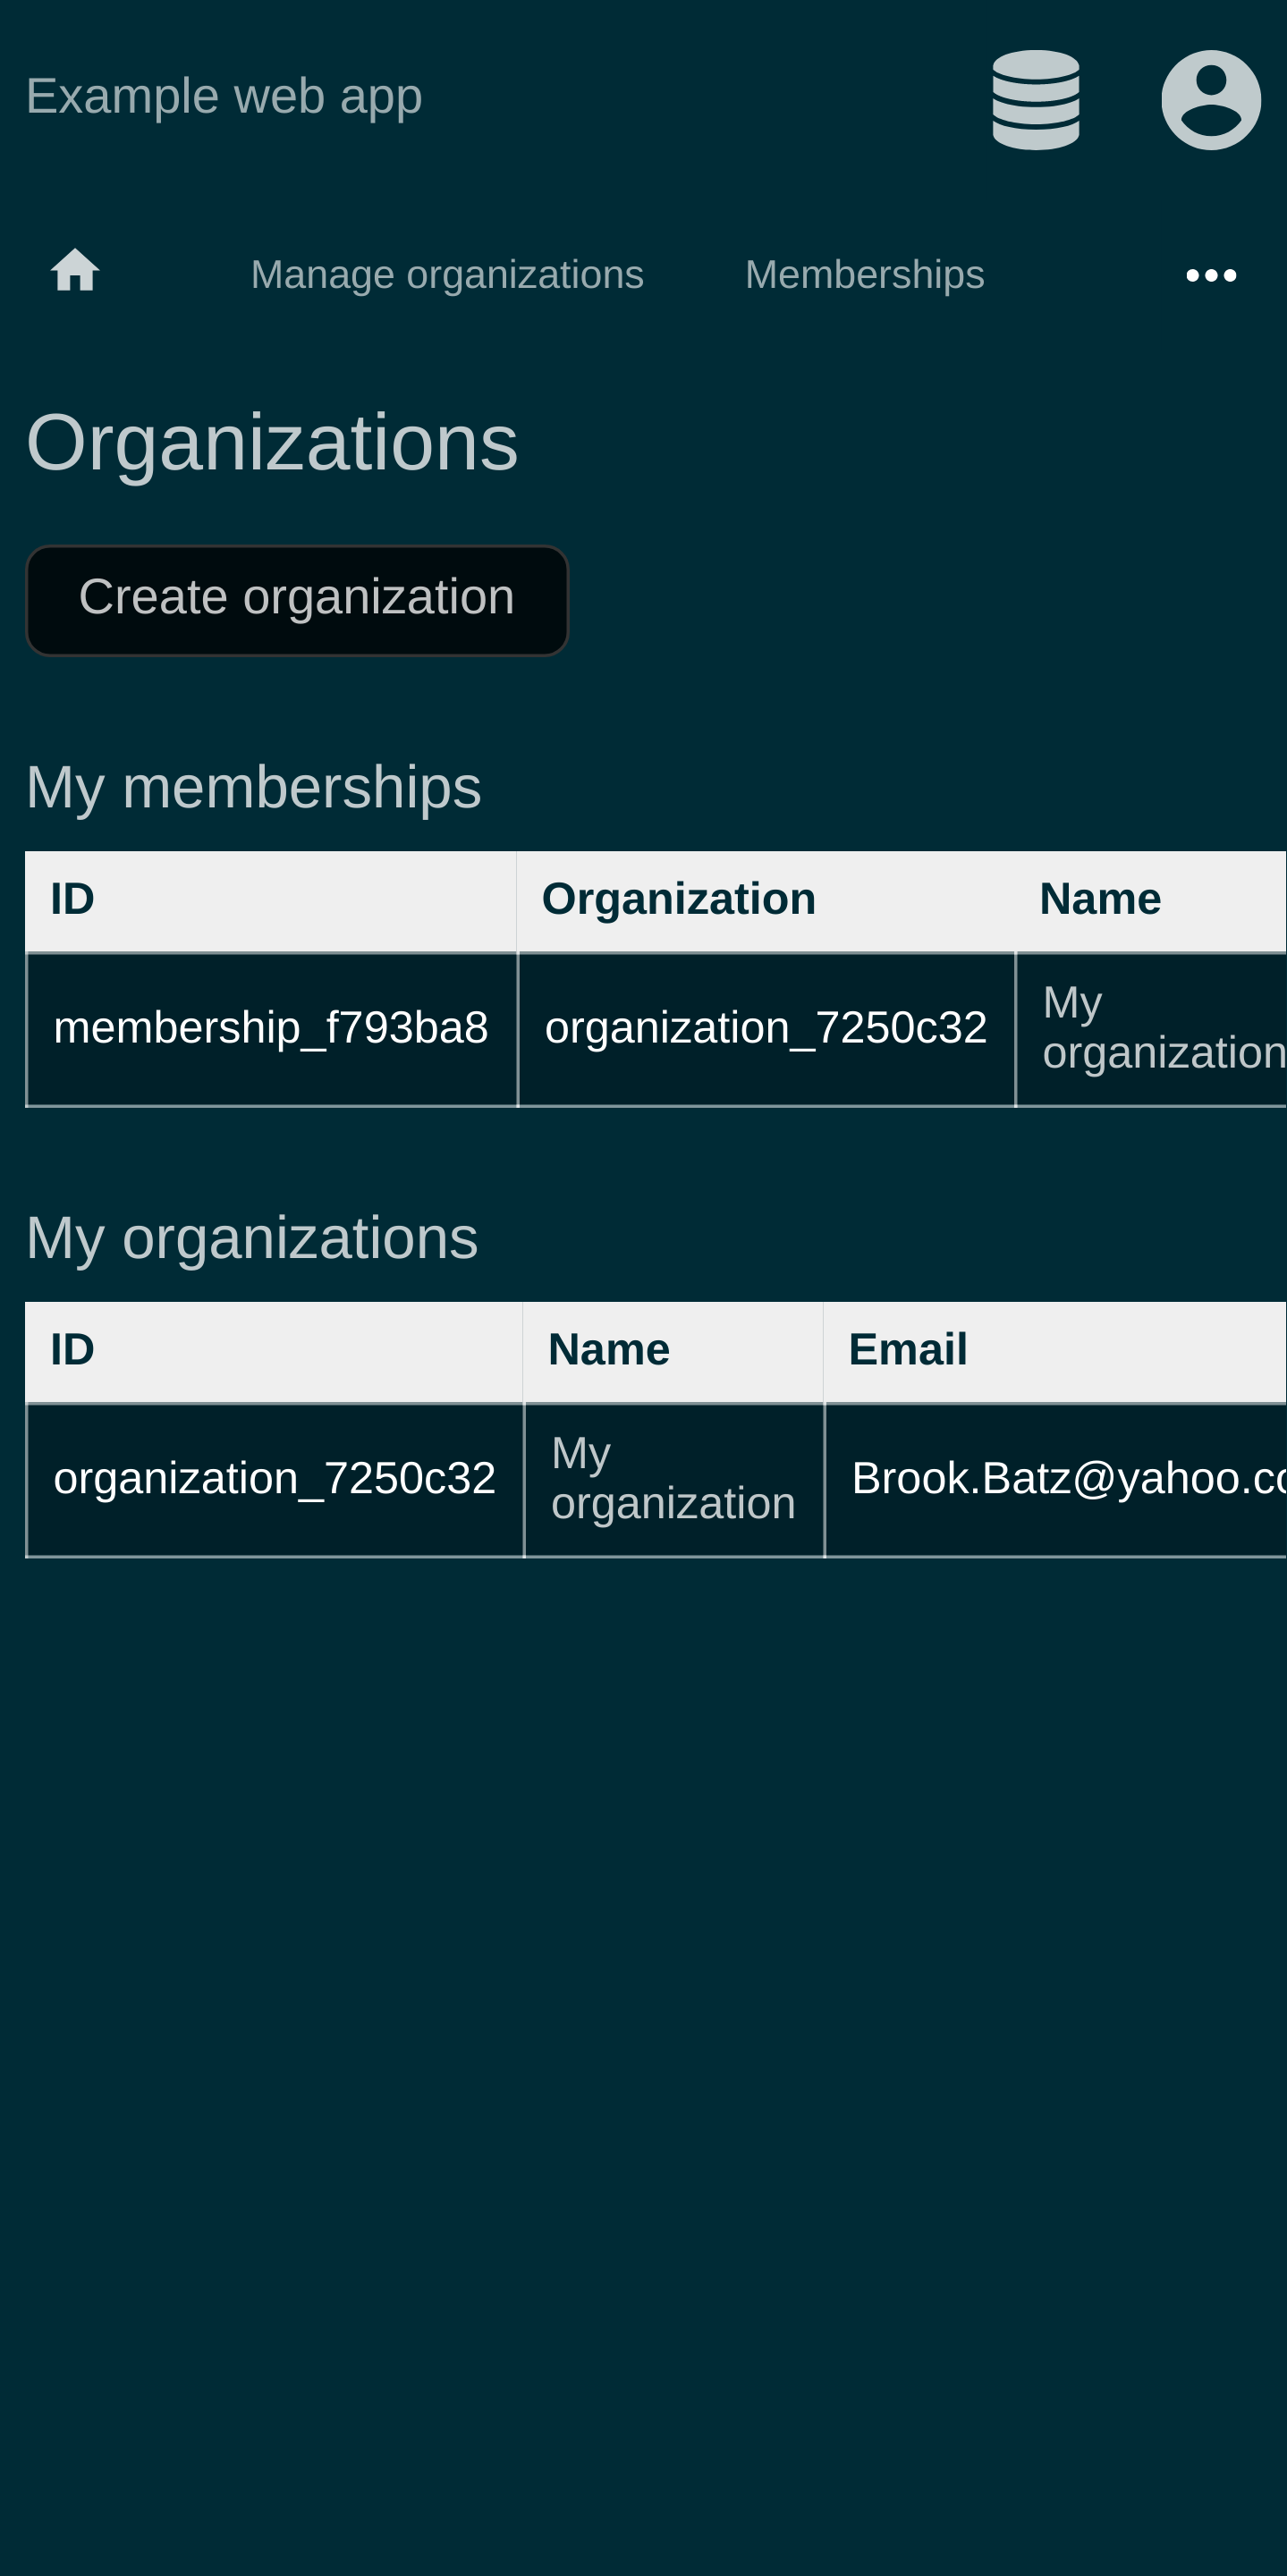 Example web app
Manage organizations Memberships
Organizations
Create organization
My memberships
ID Organization Name
membership_f793ba8 organization_7250c32 My
organization
My organizations
ID Name Email
organization_7250c32 My
organization Brook.Batz@yahoo.co